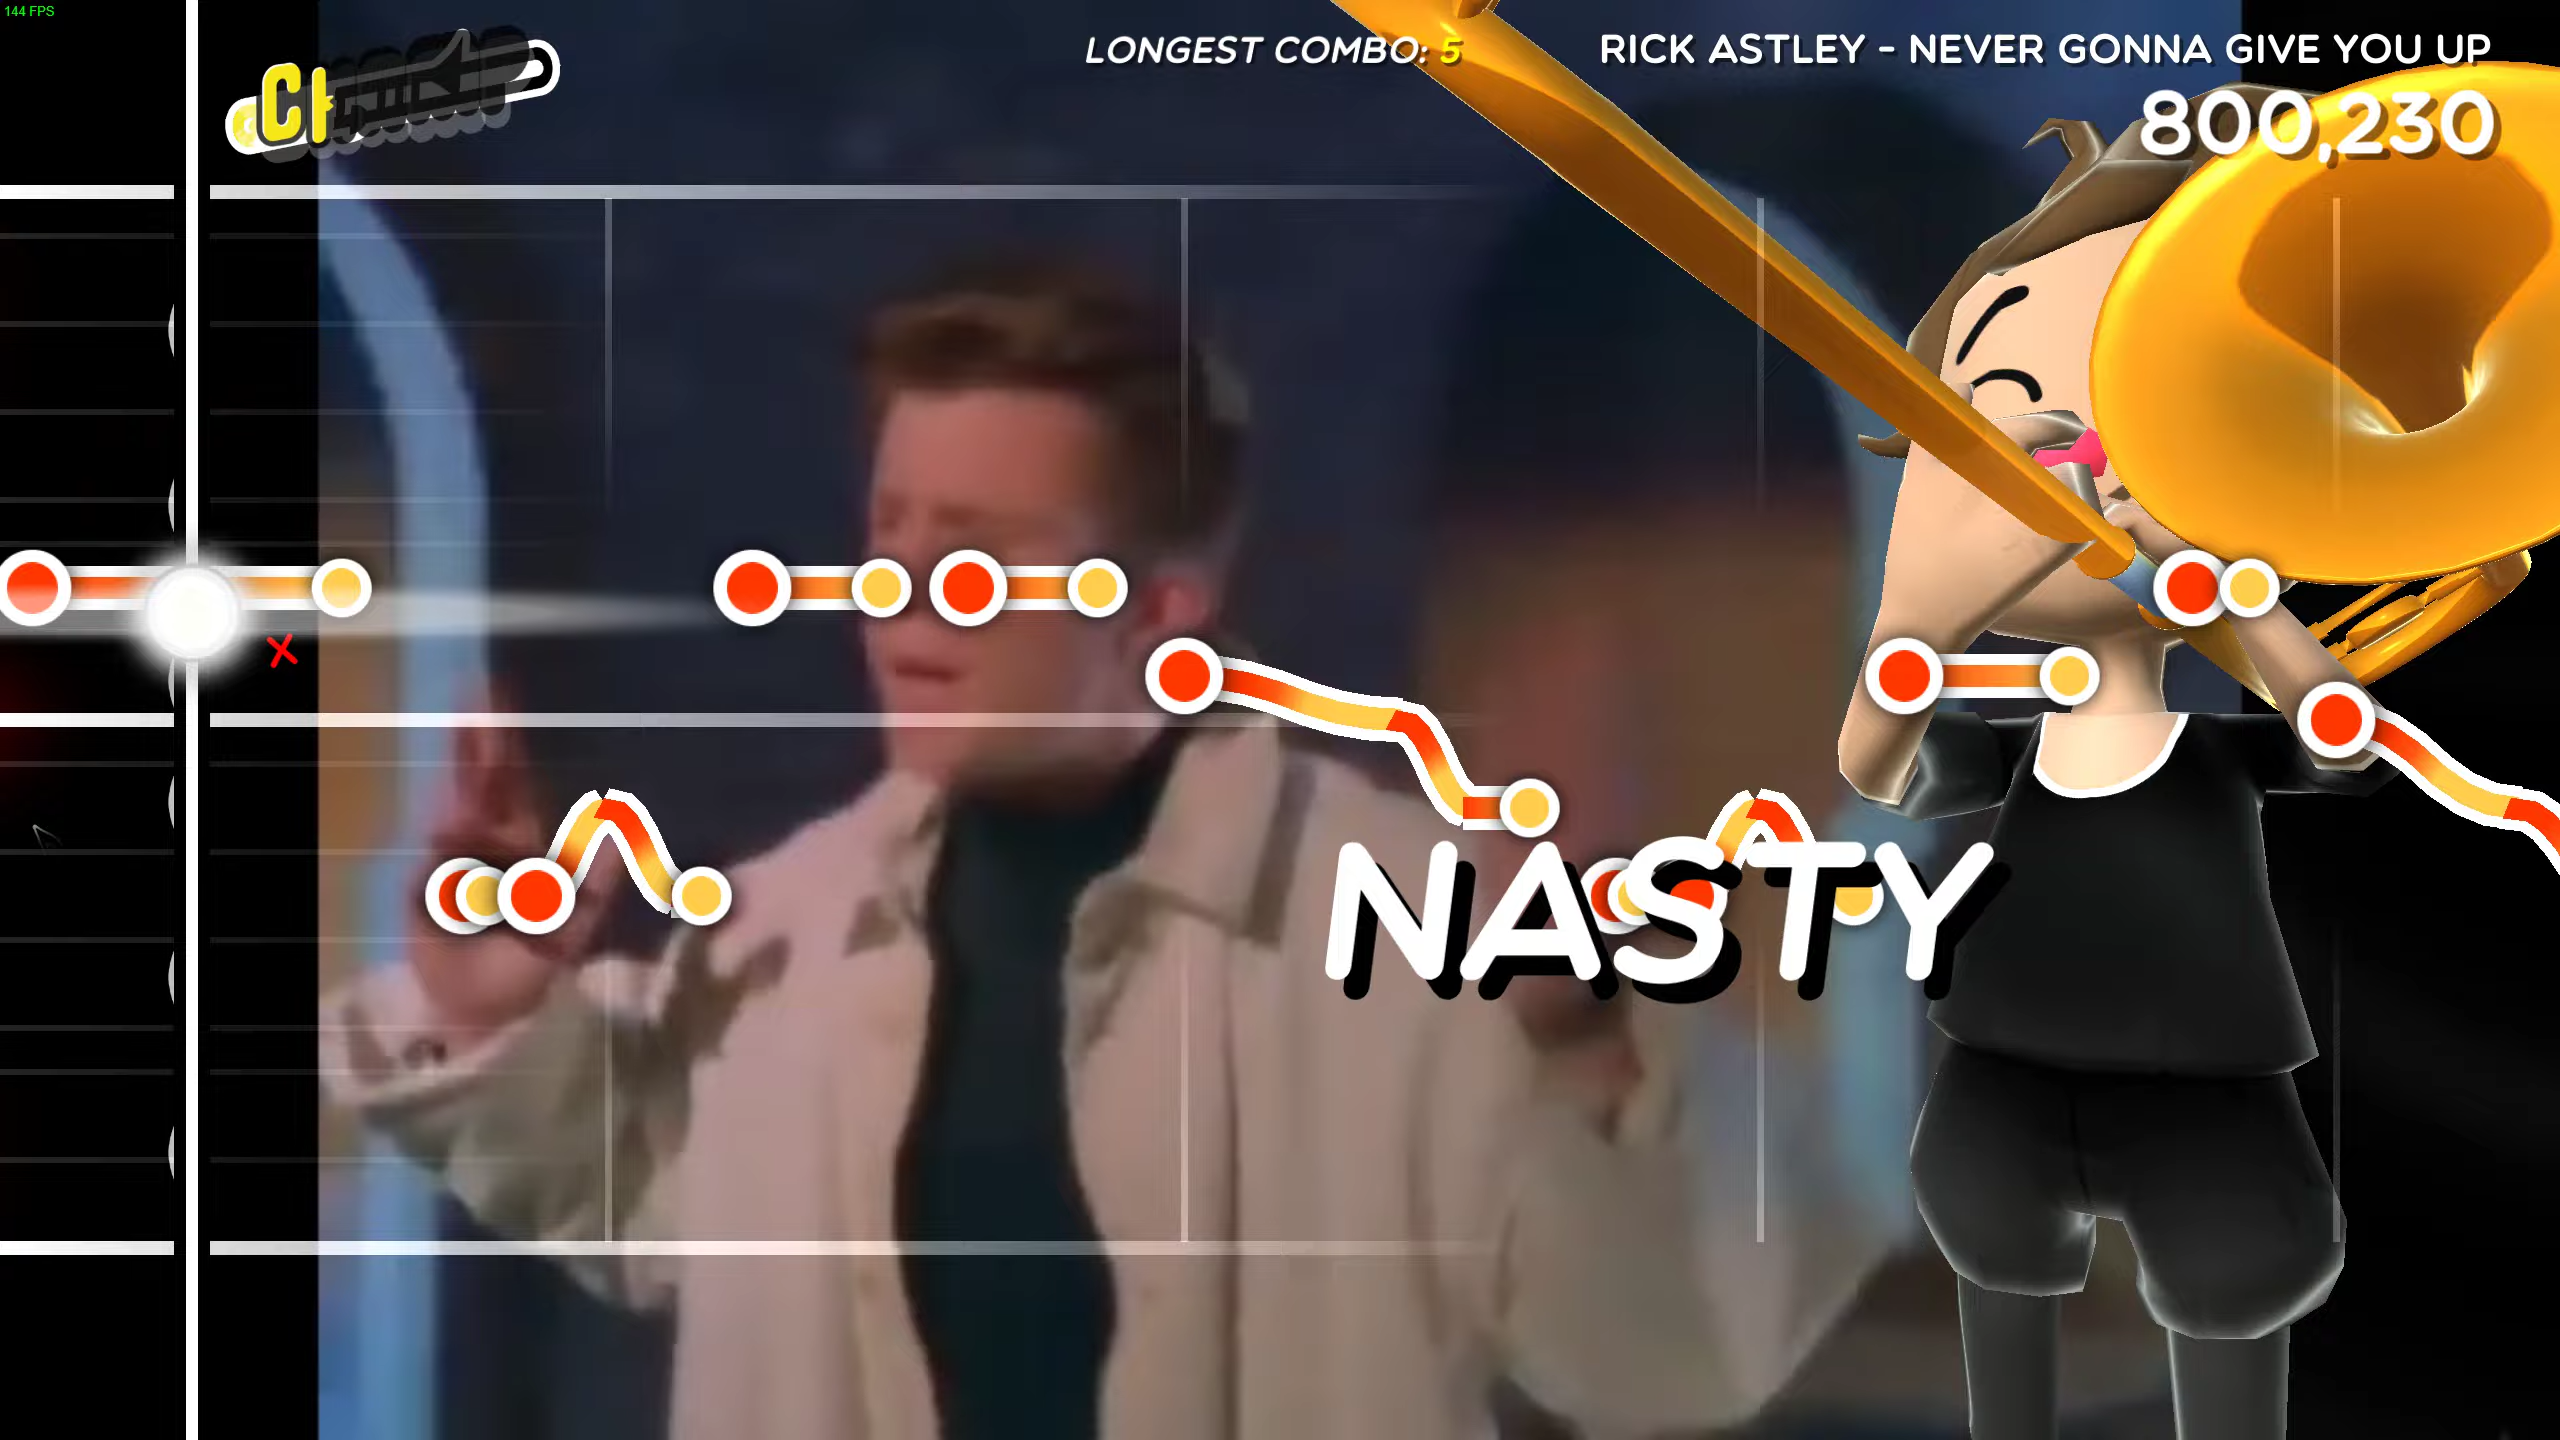 144 FPS
LONGEST COMBO: 5
RICK ASTLEY - NEVER GONNA GIVE YOU UP
800,230
NASTY